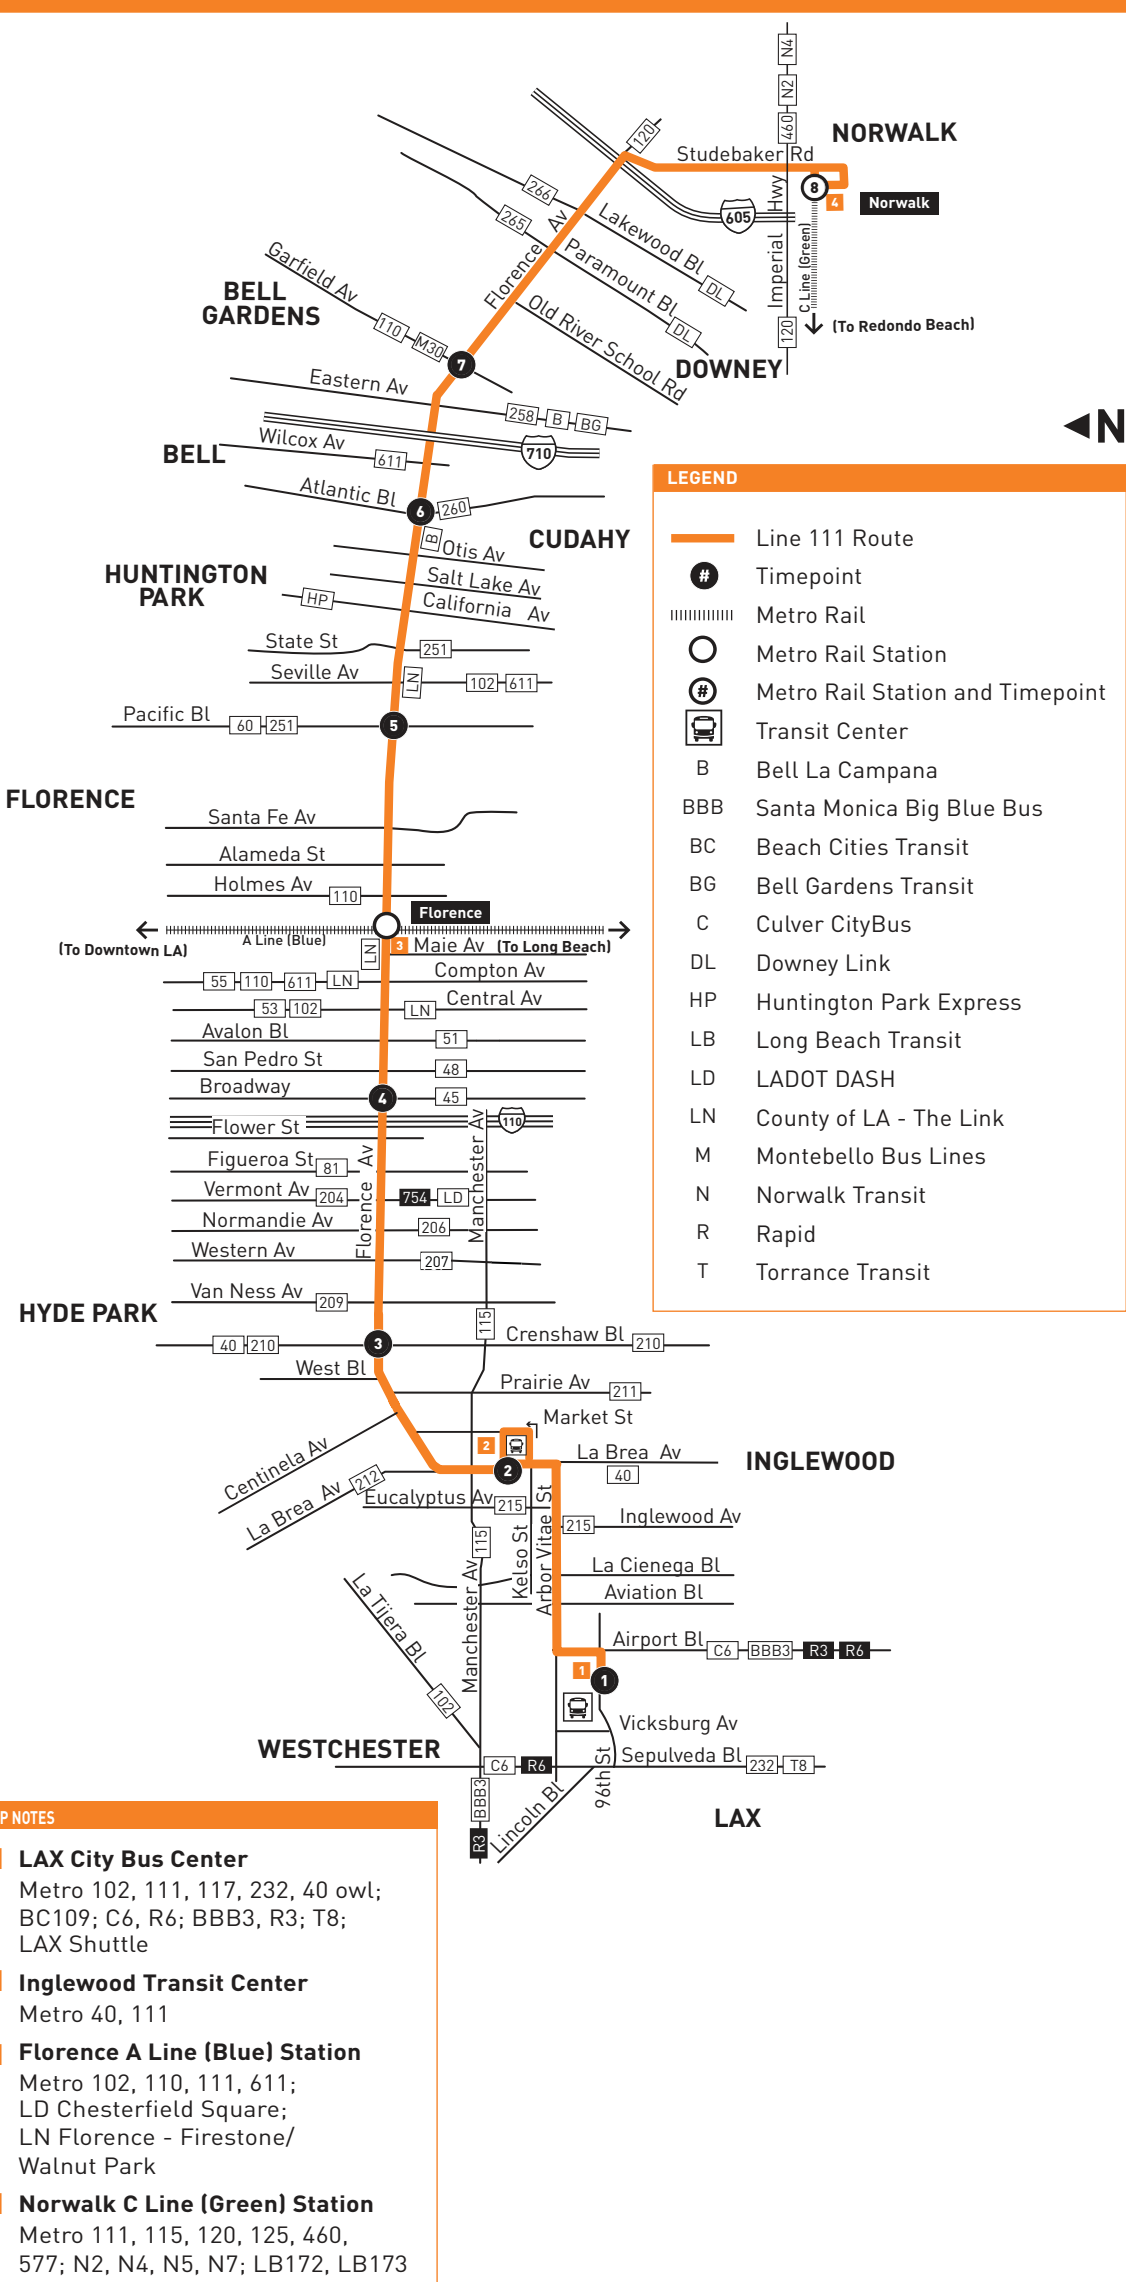 N4
N2
460
NORWALK
120
Studebaker Rd
8
4
Norwalk
605
Imperial Hwy
C Line (Green)
(To Redondo Beach)
120
266
265
Lakewood Bl
DL
Paramount Bl
DL
Florence Av
Old River School Rd
DOWNEY
Garfield Av
BELL
GARDENS
110
M30
7
Eastern Av
258
B
BG
BELL
Wilcox Av
611
710
Atlantic Bl
6
260
B
CUDAHY
Otis Av
HUNTINGTON
PARK
Salt Lake Av
HP
California Av
State St
251
Seville Av
LN
102
611
Pacific Bl
60
251
5
FLORENCE
Santa Fe Av
Alameda St
Holmes Av
110
Florence
(To Downtown LA)
A Line (Blue)
LN
3
Maie Av
(To Long Beach)
55
110
611
LN
Compton Av
53
102
LN
Central Av
Avalon Bl
51
San Pedro St
48
Broadway
4
45
110
Flower St
Manchester Av
Figueroa St
81
Florence Av
Vermont Av
204
754
LD
Normandie Av
206
Western Av
207
Van Ness Av
209
HYDE PARK
40
210
3
115
Crenshaw Bl
210
West Bl
Prairie Av
211
Market St
2
Centinela Av
2
La Brea Av
40
INGLEWOOD
La Brea Av
212
Eucalyptus Av
215
215
Inglewood Av
115
Kelso St
Arbor Vitae St
La Cienega Bl
Aviation Bl
La Tijera Bl
102
Manchester Av
Airport Bl
C6
BBB3
R3
R6
1
1
Vicksburg Av
WESTCHESTER
C6
R6
Sepulveda Bl
232
T8
96th St
BBB3
R3
Lincoln Bl
LAX
N
LEGEND
Line 111 Route
# Timepoint
Metro Rail
Metro Rail Station
# Metro Rail Station and Timepoint
Transit Center
B Bell La Campana
BBB Santa Monica Big Blue Bus
BC Beach Cities Transit
BG Bell Gardens Transit
C Culver CityBus
DL Downey Link
HP Huntington Park Express
LB Long Beach Transit
LD LADOT DASH
LN County of LA - The Link
M Montebello Bus Lines
N Norwalk Transit
R Rapid
T Torrance Transit
P NOTES
LAX City Bus Center
Metro 102, 111, 117, 232, 40 owl;
BC109; C6, R6; BBB3, R3; T8;
LAX Shuttle
Inglewood Transit Center
Metro 40, 111
Florence A Line (Blue) Station
Metro 102, 110, 111, 611;
LD Chesterfield Square;
LN Florence - Firestone/
Walnut Park
Norwalk C Line (Green) Station
Metro 111, 115, 120, 125, 460,
577; N2, N4, N5, N7; LB172, LB173